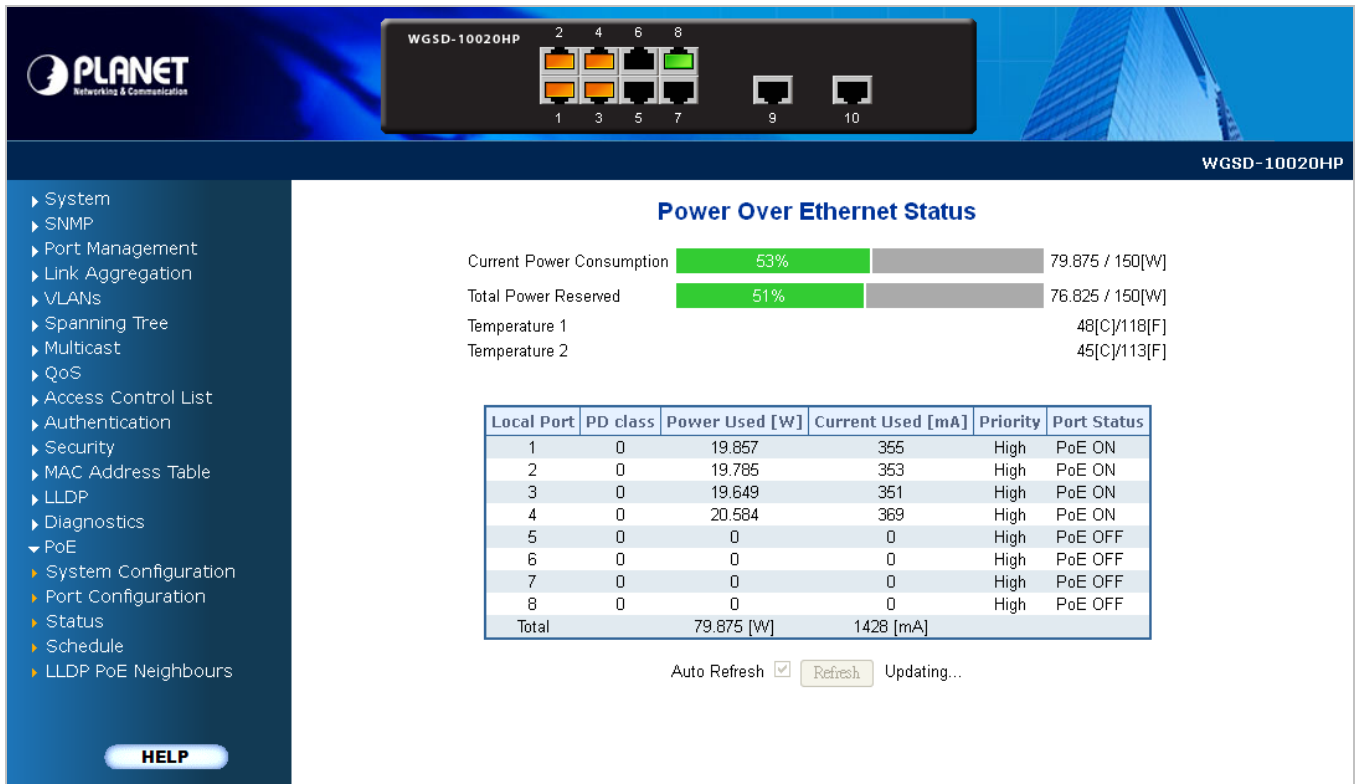 PLANET
Networking & Communication
WGSD-10020HP
2 4 6 8
1 3 5 7 9 10
WGSD-10020HP
System
SNMP
Port Management
Link Aggregation
VLANs
Spanning Tree
Multicast
QoS
Access Control List
Authentication
Security
MAC Address Table
LLDP
Diagnostics
PoE
System Configuration
Port Configuration
Status
Schedule
LLDP PoE Neighbours
HELP
Power Over Ethernet Status
Current Power Consumption 53% 79.875 / 150[W]
Total Power Reserved 51% 76.825 / 150[W]
Temperature 1 48[C]/118[F]
Temperature 2 45[C]/113[F]
Local Port PD class Power Used [W] Current Used [mA] Priority Port Status
1 0 19.857 355 High PoE ON
2 0 19.785 353 High PoE ON
3 0 19.649 351 High PoE ON
4 0 20.584 369 High PoE ON
5 0 0 0 High PoE OFF
6 0 0 0 High PoE OFF
7 0 0 0 High PoE OFF
8 0 0 0 High PoE OFF
Total 79.875 [W] 1428 [mA]
Auto Refresh Refresh Updating...